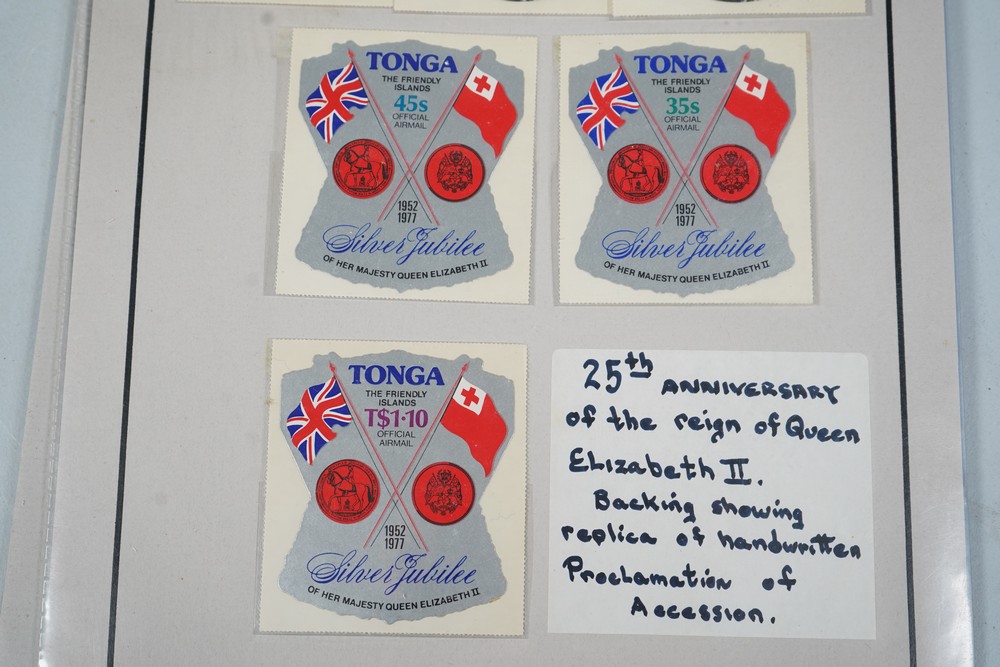 TONGA
THE FRIENDLY
ISLANDS
45s
OFFICIAL
AIRMAIL
1952
1977
Silver Jubilee
OF HER MAJESTY QUEEN ELIZABETH II
TONGA
THE FRIENDLY
ISLANDS
35s
OFFICIAL
AIRMAIL
1952
1977
Silver Jubilee
OF HER MAJESTY QUEEN ELIZABETH II
TONGA
THE FRIENDLY
ISLANDS
T$1·10
OFFICIAL
AIRMAIL
1952
1977
Silver Jubilee
OF HER MAJESTY QUEEN ELIZABETH II
25th ANNIVERSARY
of the reign of Queen
Elizabeth II.
Backing showing
replica of handwritten
Proclamation of
Accession.